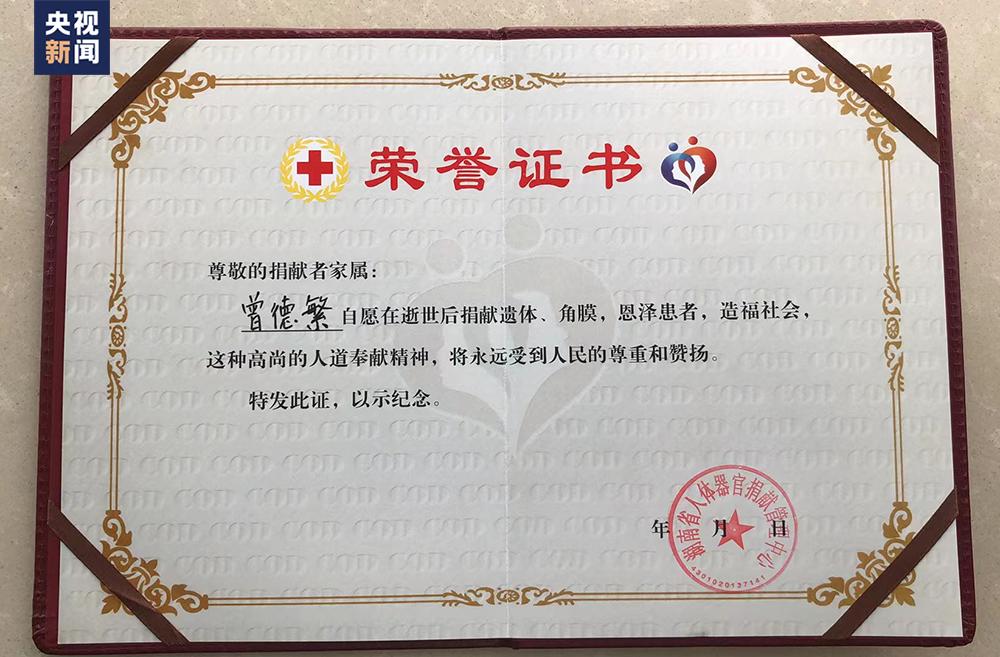 央视
新闻
荣誉证书
尊敬的捐献者家属：
曾德繁自愿在逝世后捐献遗体、角膜，恩泽患者，造福社会，
这种高尚的人道奉献精神，将永远受到人民的尊重和赞扬。
特发此证，以示纪念。
年 月 日
湖南省人体器官捐献管理中心
4301020137141